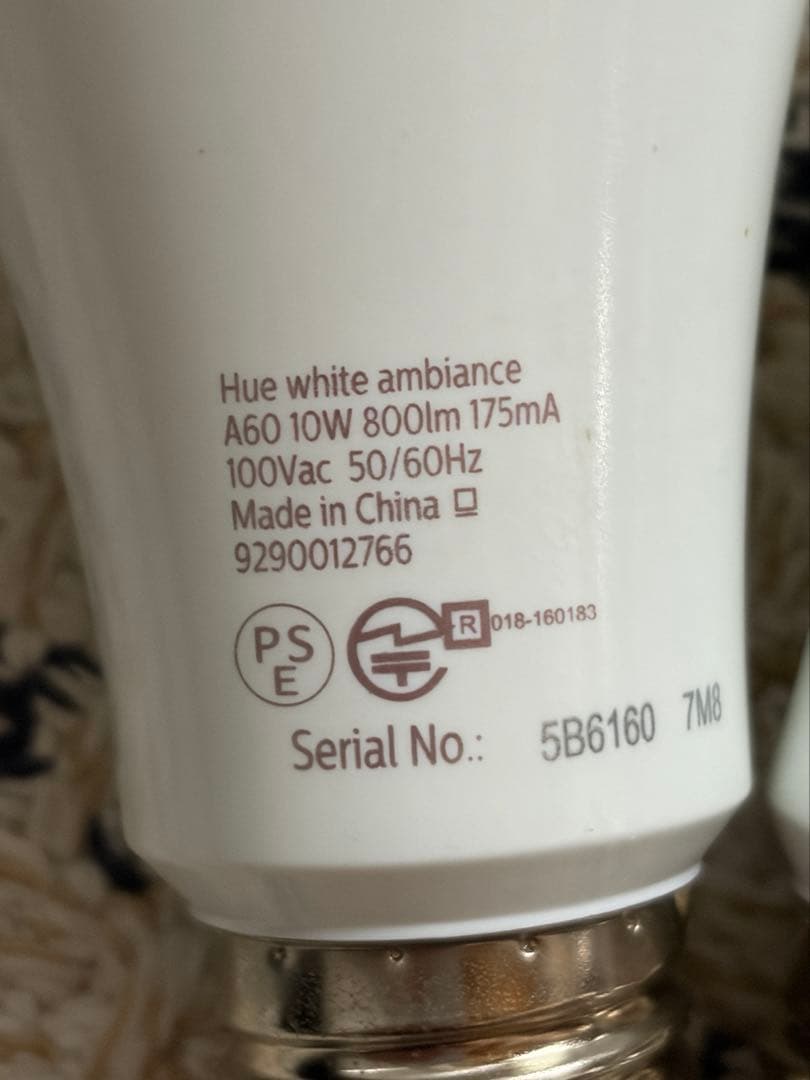 Hue white ambiance
A60 10W 800lm 175mA
100Vac 50/60Hz
Made in China
9290012766
PS
E
R 018-160183
Serial No.: 5B6160 7M8